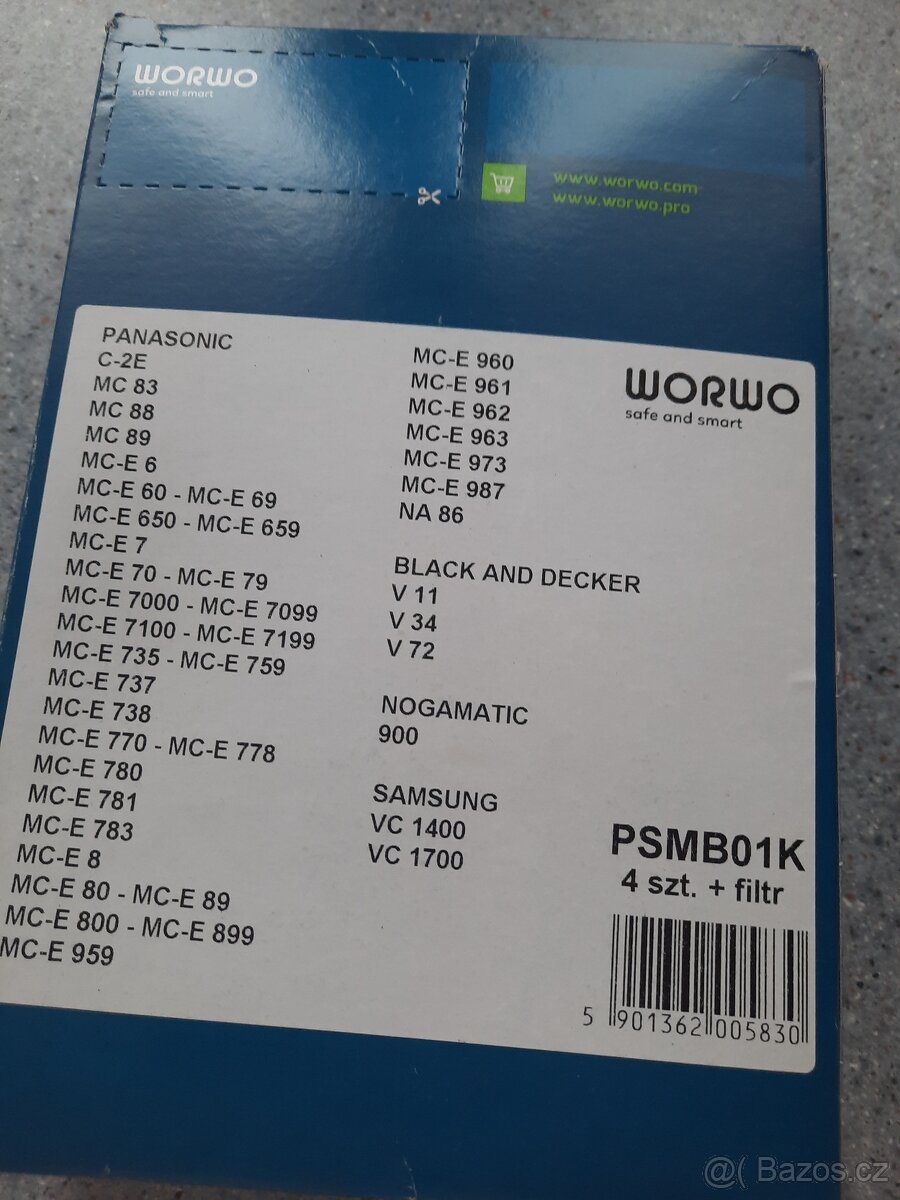 WORWO
safe and smart
www.worwo.com
www.worwo.pro
PANASONIC
C-2E
MC 83
MC 88
MC 89
MC-E 6
MC-E 60 - MC-E 69
MC-E 650 - MC-E 659
MC-E 7
MC-E 70 - MC-E 79
MC-E 7000 - MC-E 7099
MC-E 7100 - MC-E 7199
MC-E 735 - MC-E 759
MC-E 737
MC-E 738
MC-E 770 - MC-E 778
MC-E 780
MC-E 781
MC-E 783
MC-E 8
MC-E 80 - MC-E 89
MC-E 800 - MC-E 899
MC-E 959
MC-E 960
MC-E 961
MC-E 962
MC-E 963
MC-E 973
MC-E 987
NA 86
BLACK AND DECKER
V 11
V 34
V 72
NOGAMATIC
900
SAMSUNG
VC 1400
VC 1700
WORWO
safe and smart
PSMB01K
4 szt. + filtr
5 901362 005830
@( Bazos.cz